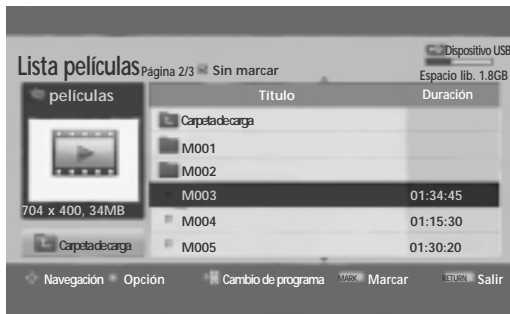 Dispositivo USB
Lista películas Página 2/3 Sin marcar
Espacio lib. 1.8GB
películas
Título Duración
Carpeta de carga
M001
M002
M003 01:34:45
704 x 400, 34MB
M004 01:15:30
Carpeta de carga
M005 01:30:20
Navegación Opción Cambio de programa MARK Marcar RETURN Salir